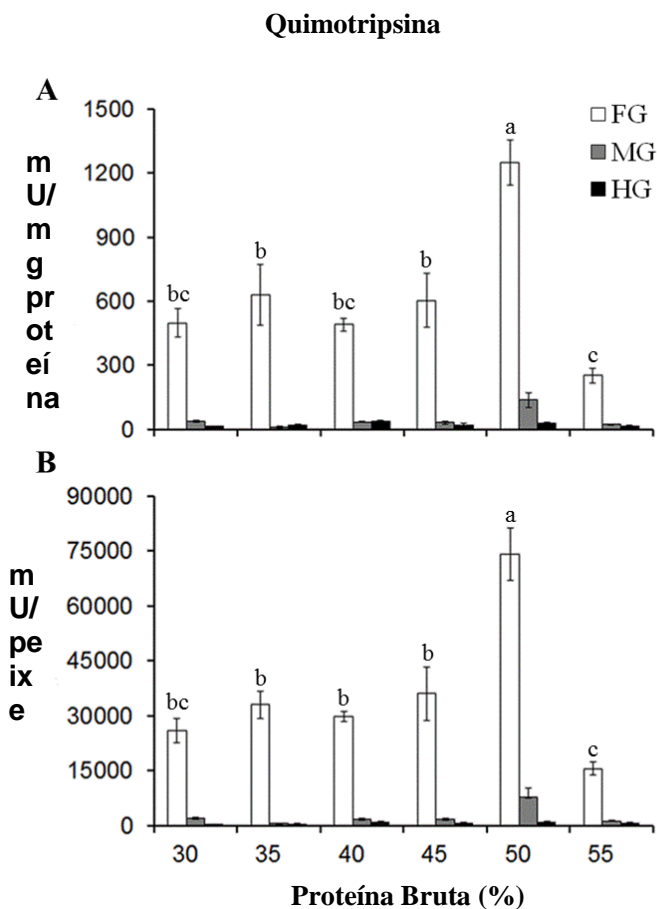 Quimotripsina
A
m
U/
m
g
pr
ot
eí
na
1500
1200
900
600
300
0
FG
MG
HG
bc
b
bc
b
a
c
B
m
U/
pe
ix
e
90000
75000
60000
45000
30000
15000
0
bc
b
b
b
a
c
30 35 40 45 50 55
Proteína Bruta (%)